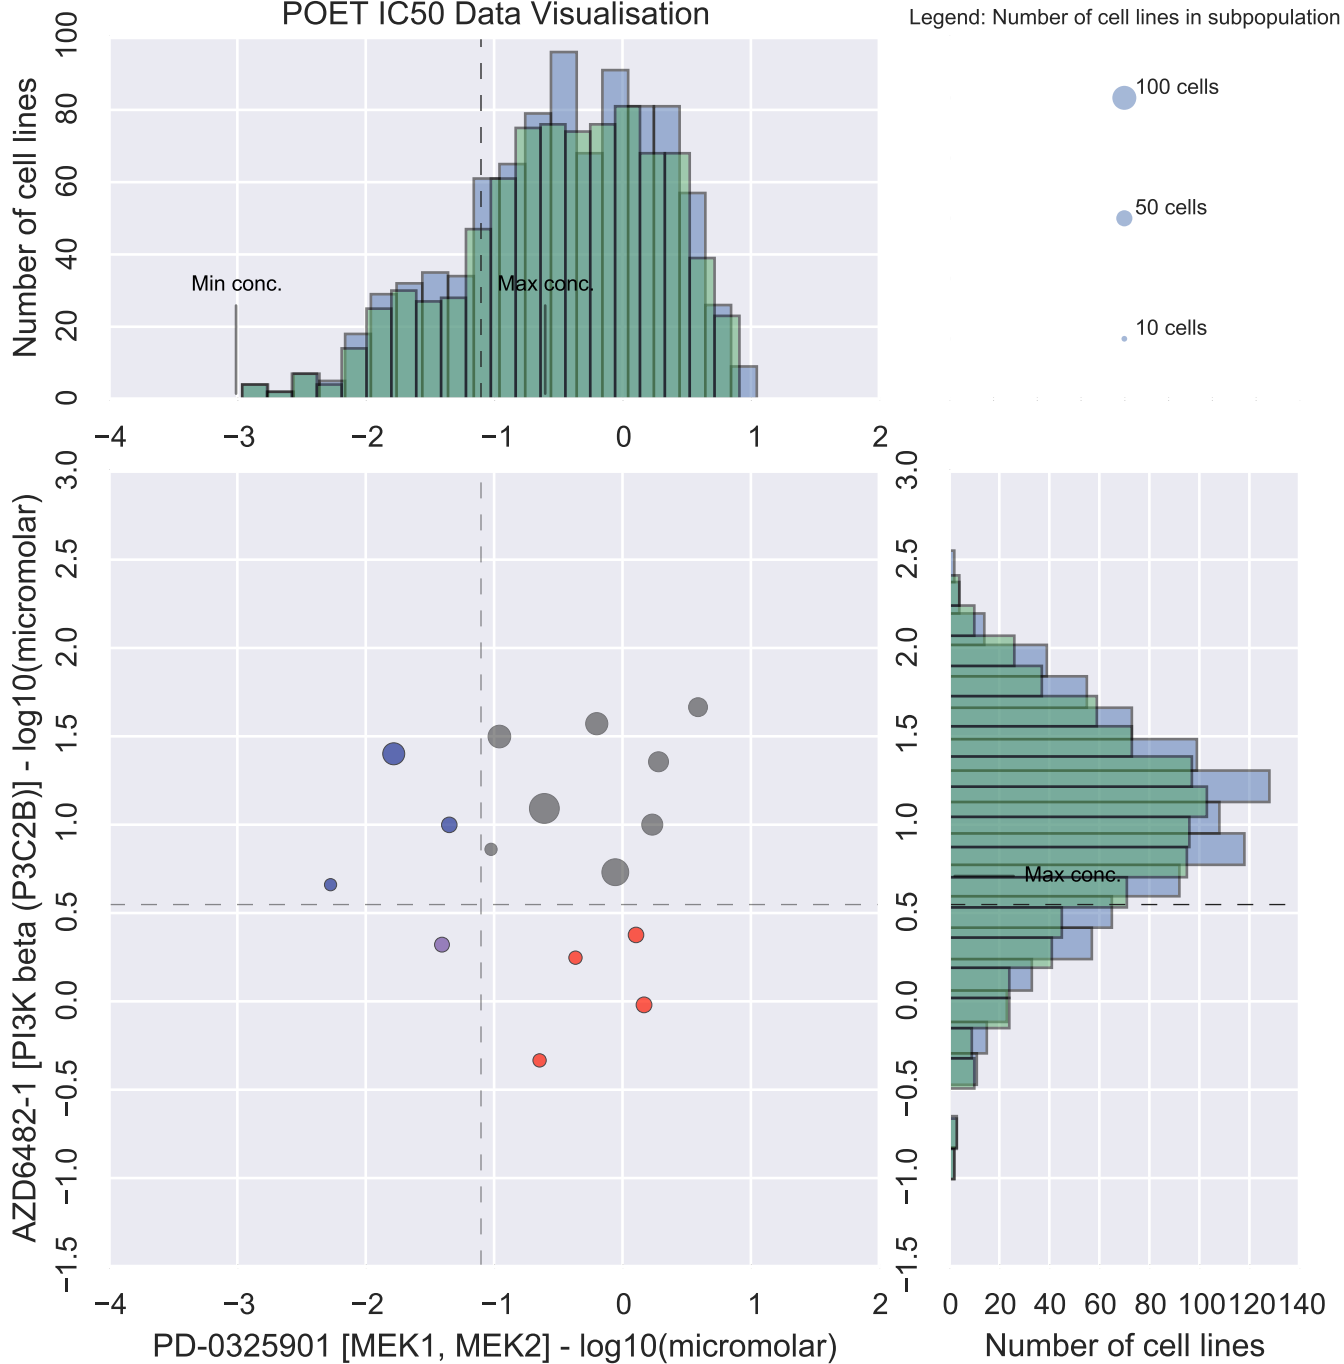 POET IC50 Data Visualisation
Legend: Number of cell lines in subpopulation
100 cells
50 cells
10 cells
Number of cell lines
100
80
60
40
20
0
Min conc.
Max conc.
−4 −3 −2 −1 0 1 2
AZD6482-1 [PI3K beta (P3C2B)] - log10(micromolar)
3.0
2.5
2.0
1.5
1.0
0.5
0.0
−0.5
−1.0
−1.5
−4 −3 −2 −1 0 1 2
PD-0325901 [MEK1, MEK2] - log10(micromolar)
3.0
2.5
2.0
1.5
1.0
0.5
0.0
−0.5
−1.0
−1.5
Max conc.
0 20 40 60 80 100 120 140
Number of cell lines